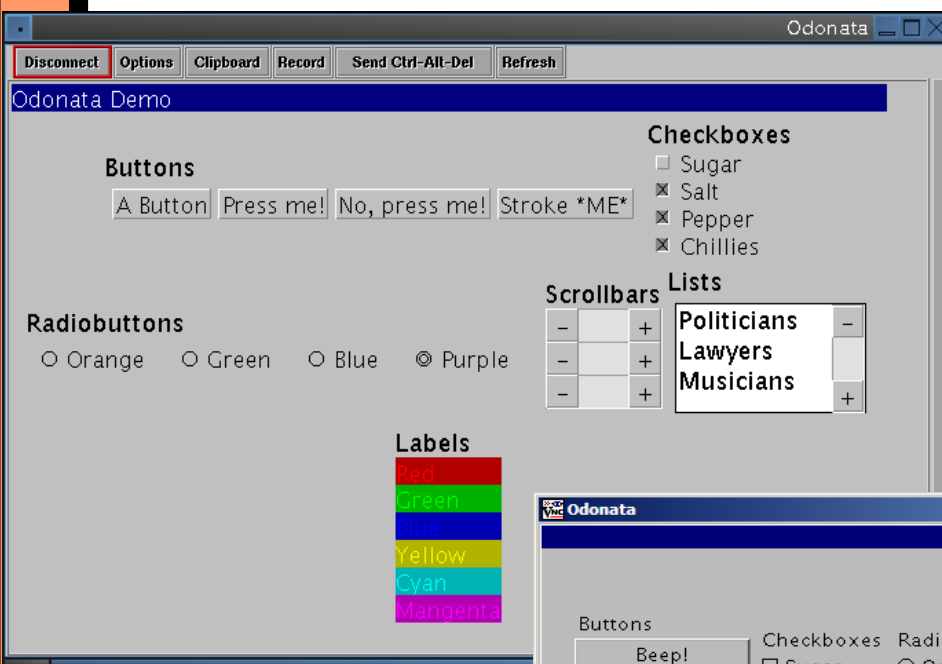 Odonata
Disconnect Options Clipboard Record Send Ctrl-Alt-Del Refresh
Odonata Demo
Checkboxes
Sugar
Salt
Pepper
Chillies
Buttons
A Button Press me! No, press me! Stroke *ME*
Radiobuttons
Orange Green Blue Purple
Scrollbars
- +
- +
- +
Lists
Politicians
Lawyers
Musicians
-
+
Labels
Red
Green
Blue
Yellow
Cyan
Mangenta
VNC Odonata
Buttons
Beep!
Checkboxes Radi